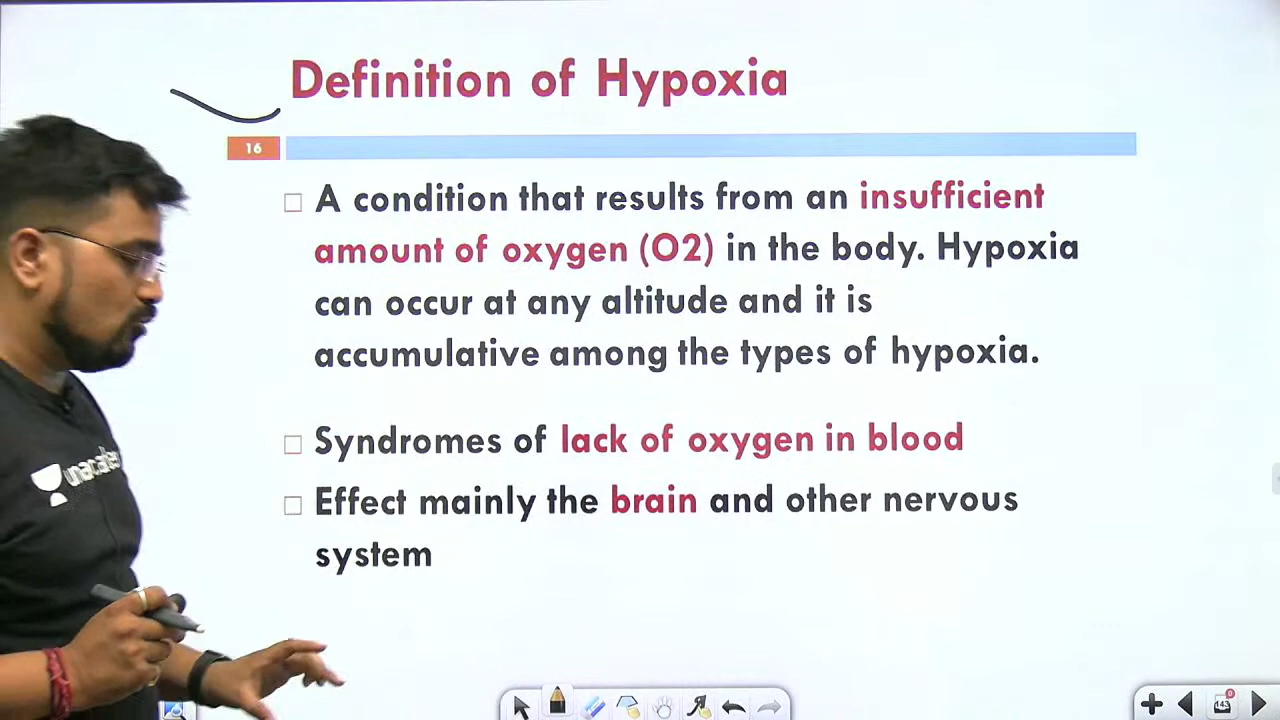 Definition of Hypoxia
16
A condition that results from an insufficient
amount of oxygen (O2) in the body. Hypoxia
can occur at any altitude and it is
accumulative among the types of hypoxia.
Syndromes of lack of oxygen in blood
Effect mainly the brain and other nervous
system
143
0